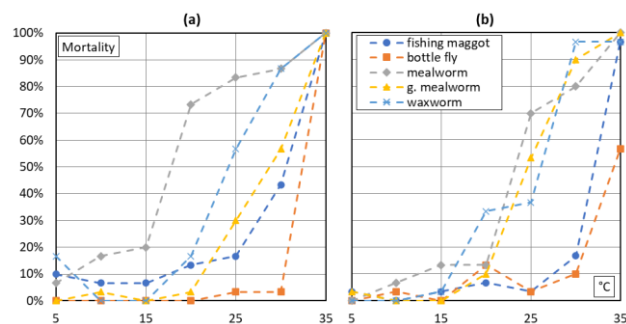 (a) (b)
100%
90%
80%
70%
60%
50%
40%
30%
20%
10%
0%
Mortality
fishing maggot
bottle fly
mealworm
g. mealworm
waxworm
°C
5 15 25 35 5 15 25 35